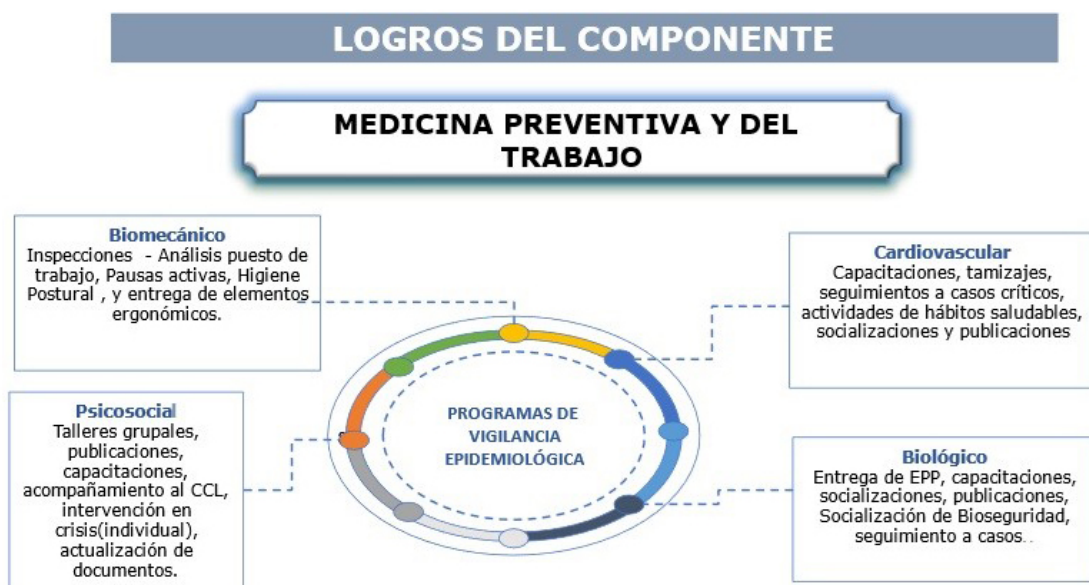 LOGROS DEL COMPONENTE
MEDICINA PREVENTIVA Y DEL
TRABAJO
Biomecánico
Inspecciones - Análisis puesto de
trabajo, Pausas activas, Higiene
Postural , y entrega de elementos
ergonómicos.
Cardiovascular
Capacitaciones, tamizajes,
seguimientos a casos críticos,
actividades de hábitos saludables,
socializaciones y publicaciones
Psicosocial
Talleres grupales,
publicaciones,
capacitaciones,
acompañamiento al CCL,
intervención en
crisis(individual),
actualización de
documentos.
PROGRAMAS DE
VIGILANCIA
EPIDEMIOLÓGICA
Biológico
Entrega de EPP, capacitaciones,
socializaciones, publicaciones,
Socialización de Bioseguridad,
seguimiento a casos..